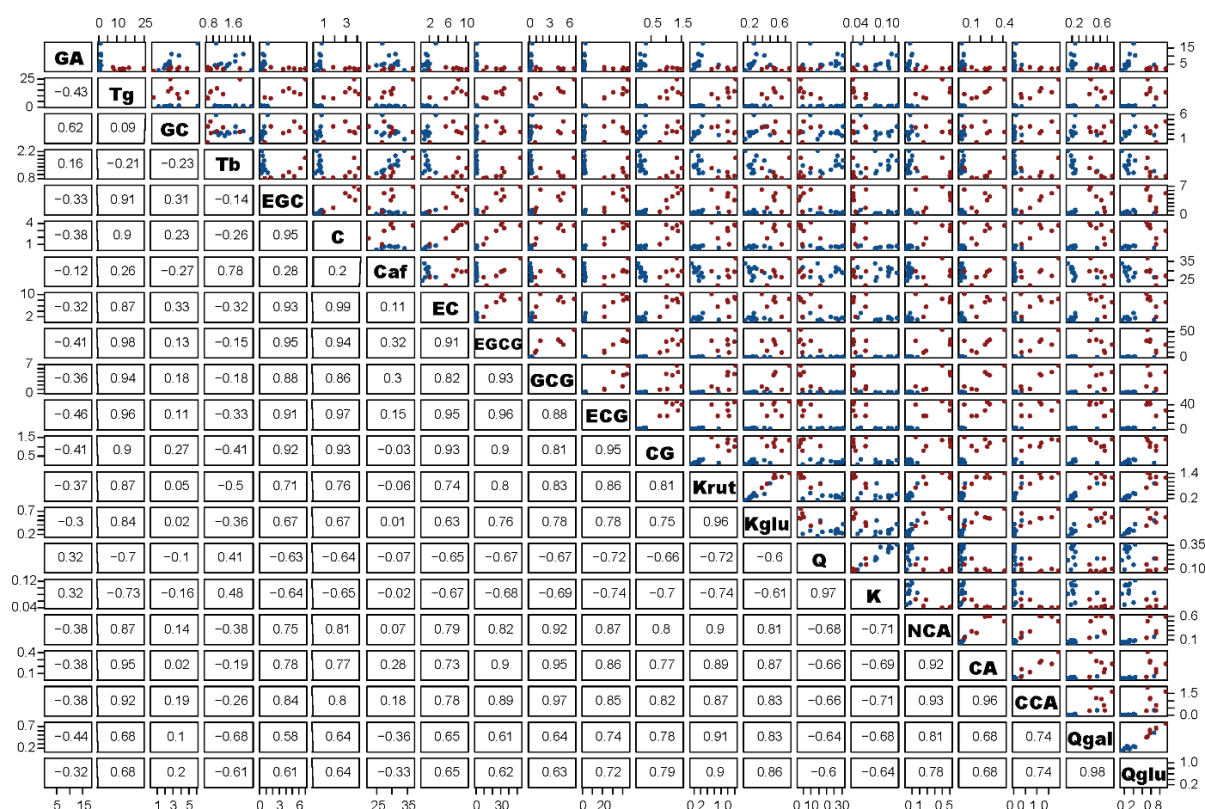 0 10 25 0.8 1.6 1 3 2 6 10 0 3 6 0.5 1.5 0.2 0.6 0.04 0.10 0.1 0.4 0.2 0.6
GA 5 15
0 25 −0.43 Tg
0.62 0.09 GC 1 6
0.8 2.2 0.16 −0.21 −0.23 Tb
−0.33 0.91 0.31 −0.14 EGC 0 7
1 4 −0.38 0.9 0.23 −0.26 0.95 C
−0.12 0.26 −0.27 0.78 0.28 0.2 Caf 25 35
2 10 −0.32 0.87 0.33 −0.32 0.93 0.99 0.11 EC
−0.41 0.98 0.13 −0.15 0.95 0.94 0.32 0.91 EGCG 0 50
0 7 −0.36 0.94 0.18 −0.18 0.88 0.86 0.3 0.82 0.93 GCG
−0.46 0.96 0.11 −0.33 0.91 0.97 0.15 0.95 0.96 0.88 ECG 0 40
0.5 1.5 −0.41 0.9 0.27 −0.41 0.92 0.93 −0.03 0.93 0.9 0.81 0.95 CG
−0.37 0.87 0.05 −0.5 0.71 0.76 −0.06 0.74 0.8 0.83 0.86 0.81 Krut 0.2 1.4
0.2 0.7 −0.3 0.84 0.02 −0.36 0.67 0.67 0.01 0.63 0.76 0.78 0.78 0.75 0.96 Kglu
0.32 −0.7 −0.1 0.41 −0.63 −0.64 −0.07 −0.65 −0.67 −0.67 −0.72 −0.66 −0.72 −0.6 Q 0.10 0.35
0.04 0.12 0.32 −0.73 −0.16 0.48 −0.64 −0.65 −0.02 −0.67 −0.68 −0.69 −0.74 −0.7 −0.74 −0.61 0.97 K
−0.38 0.87 0.14 −0.38 0.75 0.81 0.07 0.79 0.82 0.92 0.87 0.8 0.9 0.81 −0.68 −0.71 NCA 0.1 0.6
0.1 0.4 −0.38 0.95 0.02 −0.19 0.78 0.77 0.28 0.73 0.9 0.95 0.86 0.77 0.89 0.87 −0.66 −0.69 0.92 CA
−0.38 0.92 0.19 −0.26 0.84 0.8 0.18 0.78 0.89 0.97 0.85 0.82 0.87 0.83 −0.66 −0.71 0.93 0.96 CCA 0.0 1.5
0.2 0.7 −0.44 0.68 0.1 −0.68 0.58 0.64 −0.36 0.65 0.61 0.64 0.74 0.78 0.91 0.83 −0.64 −0.68 0.81 0.68 0.74 Qgal
−0.32 0.68 0.2 −0.61 0.61 0.64 −0.33 0.65 0.62 0.63 0.72 0.79 0.9 0.86 −0.6 −0.64 0.78 0.68 0.74 0.98 Qglu 0.2 1.0
5 15 1 3 5 0 3 6 25 35 0 30 0 20 0.2 1.0 0.10 0.30 0.1 0.5 0.0 1.0 0.2 0.8